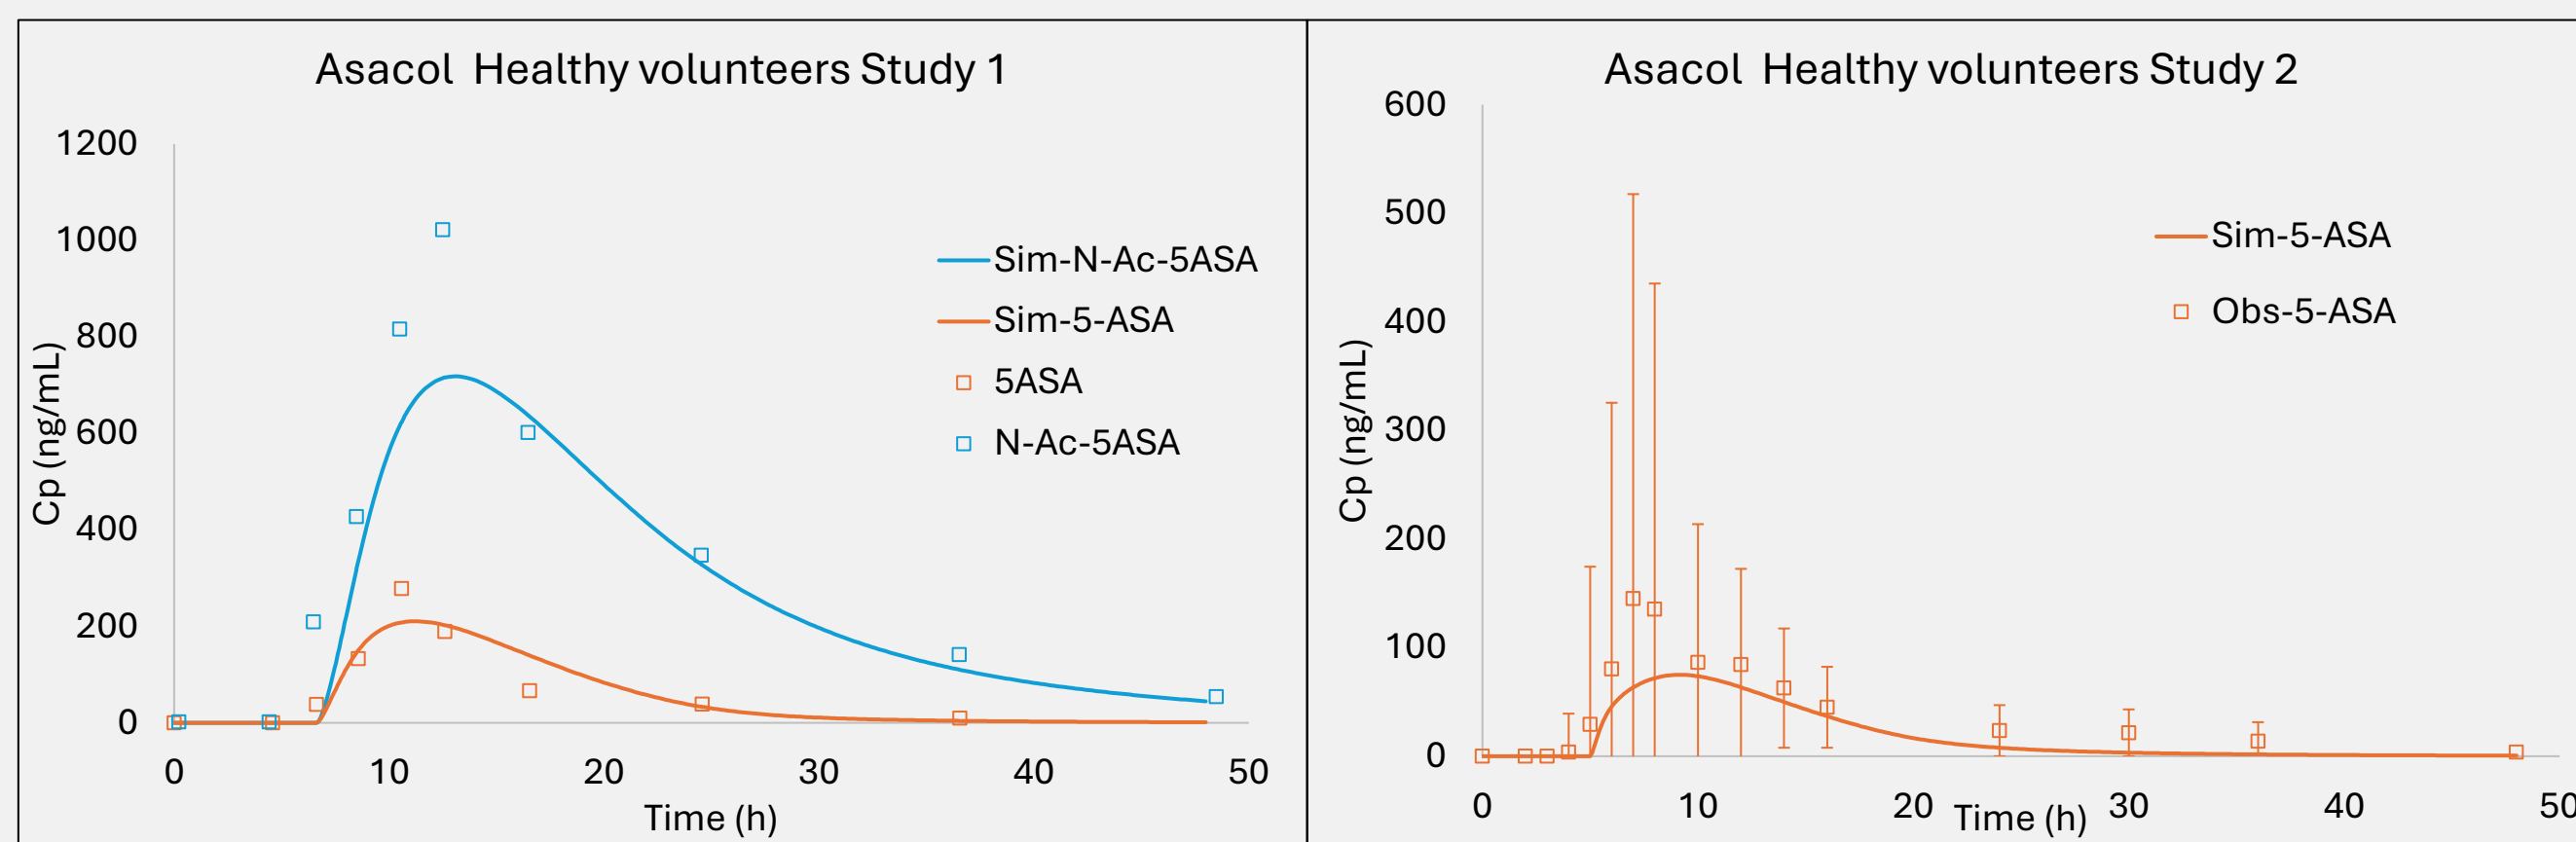 Asacol  Healthy volunteers Study 1
1200
1000
800
600
400
200
0
Cp (ng/mL)
0 10 20 30 40 50
Time (h)
Sim-N-Ac-5ASA
Sim-5-ASA
5ASA
N-Ac-5ASA
Asacol  Healthy volunteers Study 2
600
500
400
300
200
100
0
Cp (ng/mL)
0 10 20 30 40 50
Time (h)
Sim-5-ASA
Obs-5-ASA